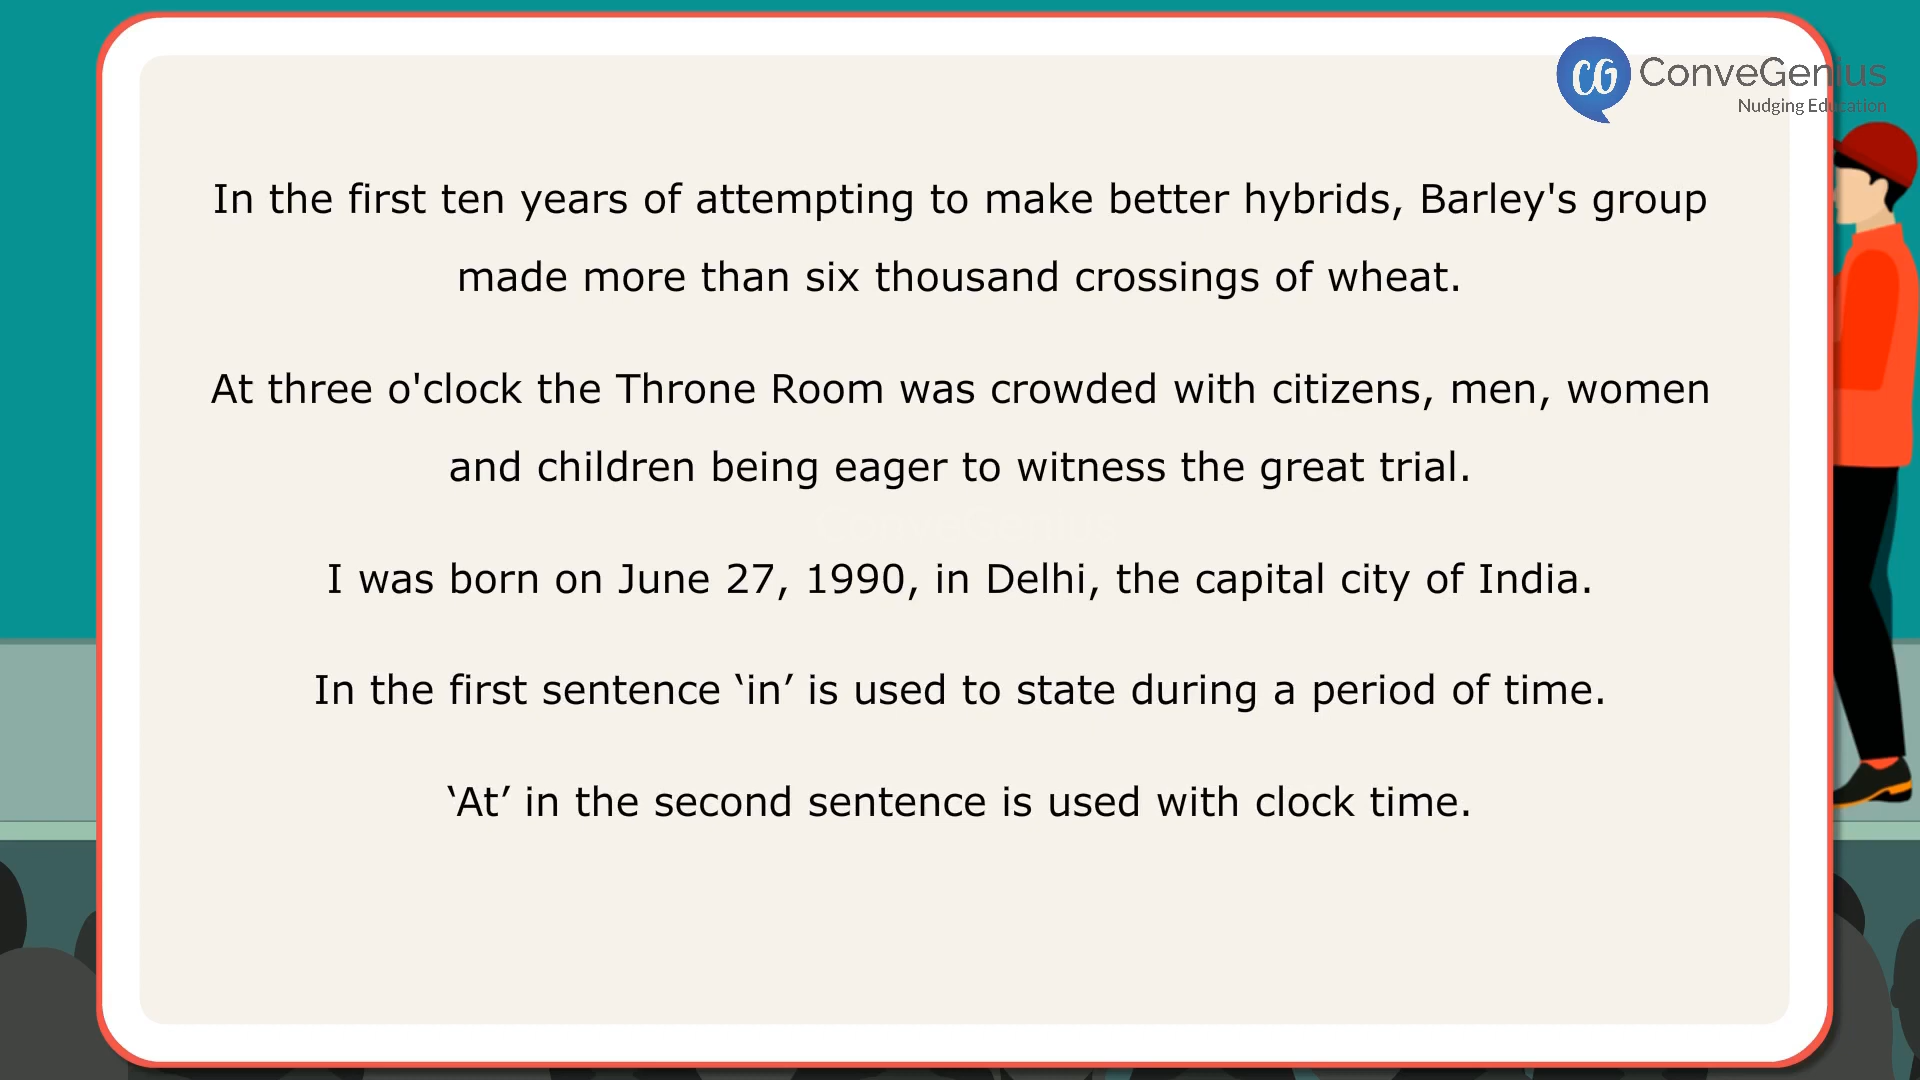 CG ConveGenius
Nudging Education
In the first ten years of attempting to make better hybrids, Barley's group
made more than six thousand crossings of wheat.
At three o'clock the Throne Room was crowded with citizens, men, women
and children being eager to witness the great trial.
ConveGenius
I was born on June 27, 1990, in Delhi, the capital city of India.
In the first sentence ‘in’ is used to state during a period of time.
‘At’ in the second sentence is used with clock time.